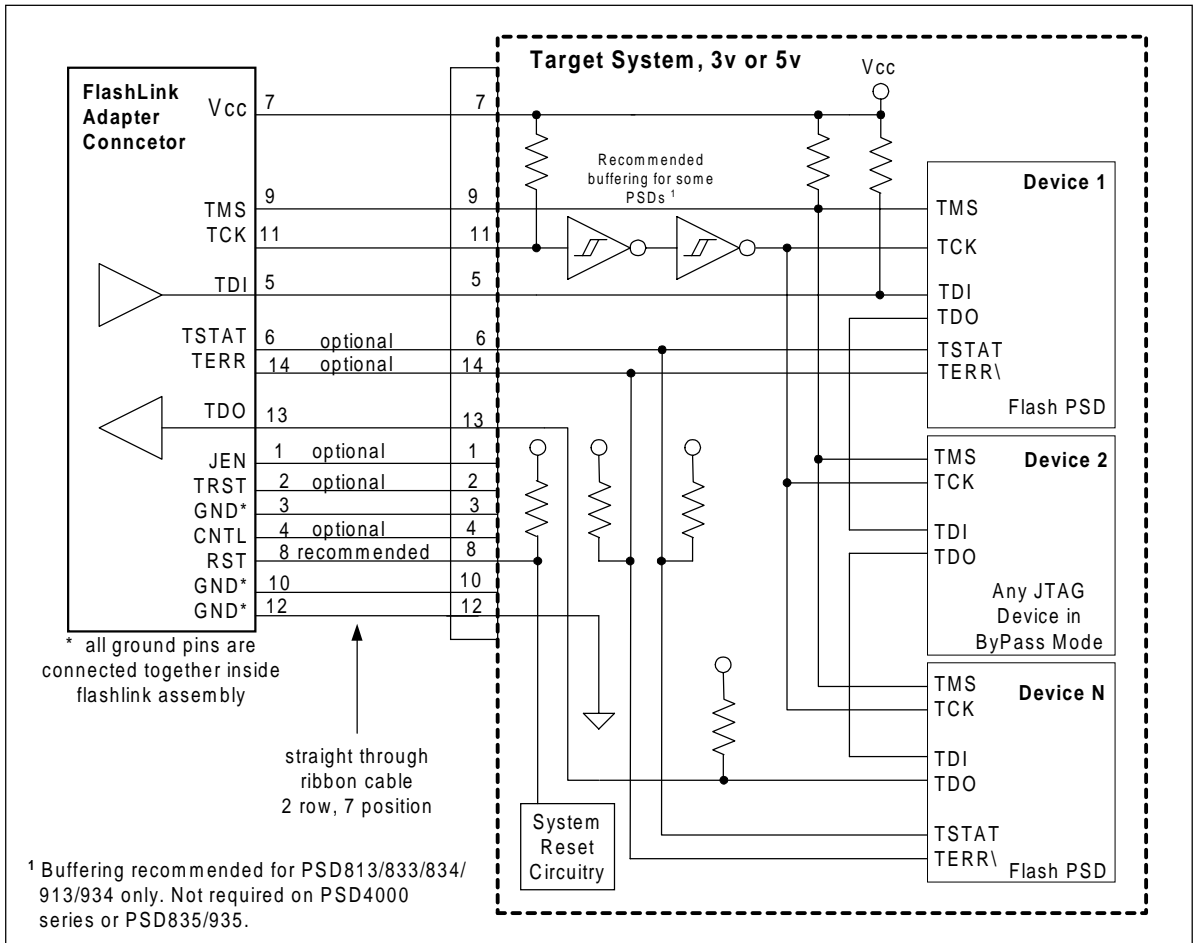 Target System, 3v or 5v
Vcc
FlashLink
Adapter
Conncetor
Vcc 7 7
Recommended
buffering for some
PSDs 1
Device 1
TMS 9 9 TMS
TCK 11 11 TCK
TDI 5 5 TDI
TDO
TSTAT 6 optional 6 TSTAT
TERR 14 optional 14 TERR\
Flash PSD
TDO 13 13
JEN 1 optional 1
TRST 2 optional 2
GND* 3 3
CNTL 4 optional 4
RST 8 recommended 8
GND* 10 10
GND* 12 12
TMS Device 2
TCK
TDI
TDO
Any JTAG
Device in
ByPass Mode
* all ground pins are
connected together inside
flashlink assembly
TMS Device N
TCK
TDI
TDO
TSTAT
TERR\
Flash PSD
straight through
ribbon cable
2 row, 7 position
System
Reset
Circuitry
1 Buffering recommended for PSD813/833/834/
913/934 only. Not required on PSD4000
series or PSD835/935.